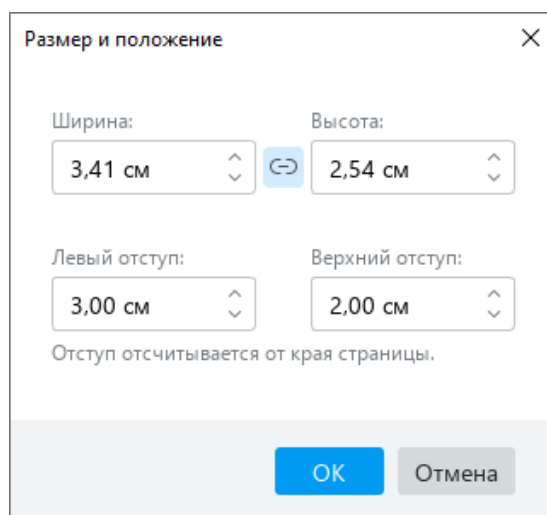 Размер и положение
Ширина: Высота:
3,41 см 2,54 см
Левый отступ: Верхний отступ:
3,00 см 2,00 см
Отступ отсчитывается от края страницы.
ОК Отмена